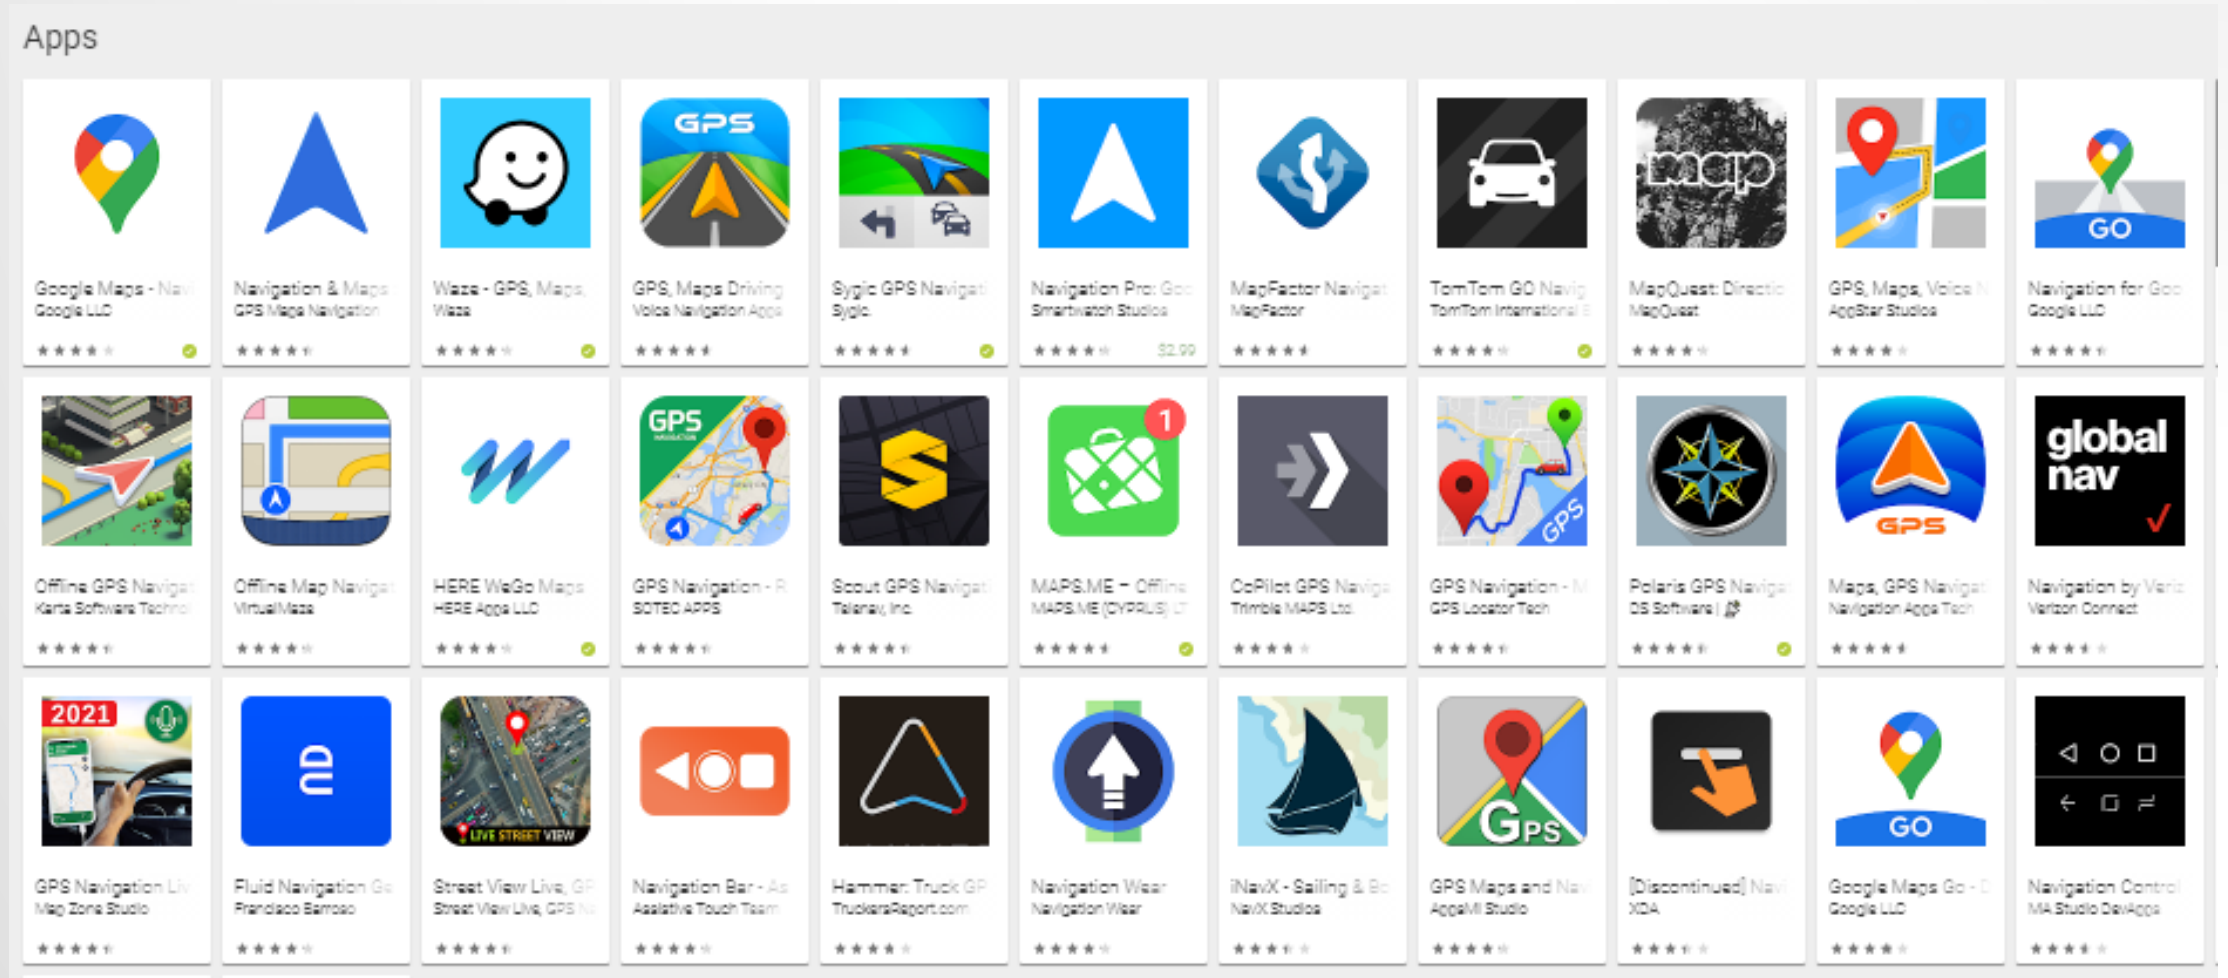 Apps
GPS
map
GO
Google Maps - Nav
Google LLC
Navigation & Maps
GPS Maps Navigation
Waze - GPS, Maps,
Waze
GPS, Maps Driving
Voice Navigation Apps
Sygic GPS Navigati
Sygic.
Navigation Pro: Goo
Smartwatch Studios
$2.99
MapFactor Navigat
MapFactor
TomTom GO Navig
TomTom International
MapQuest: Directio
MapQuest
GPS, Maps, Voice N
AppStar Studios
Navigation for Goo
Google LLC
GPS
NAVIGATION
S
1
GPS
GPS
global
nav
Offline GPS Navigat
Karta Software Technol
Offline Map Navigat
VirtualMaze
HERE WeGo Maps
HERE Apps LLC
GPS Navigation - R
SOTEC APPS
Scout GPS Navigati
Telenav, Inc.
MAPS.ME – Offline
MAPS.ME (CYPRUS) LT
CoPilot GPS Naviga
Trimble MAPS Ltd.
GPS Navigation - M
GPS Locator Tech
Polaris GPS Naviga
DS Software |
Maps, GPS Navigat
Navigation Apps Tech
Navigation by Veriz
Verizon Connect
2021
LIVE STREET VIEW
GPS
GO
GPS Navigation Liv
Map Zone Studio
Fluid Navigation Ge
Francisco Barroso
Street View Live, GP
Street View Live, GPS Na
Navigation Bar - As
Assistive Touch Team
Hammer: Truck GP
TruckersReport.com
Navigation Wear
Navigation Wear
iNavX - Sailing & Bo
NavX Studios
GPS Maps and Nav
AppsMI Studio
[Discontinued] Navi
XDA
Google Maps Go - D
Google LLC
Navigation Control
MA Studio DevApps